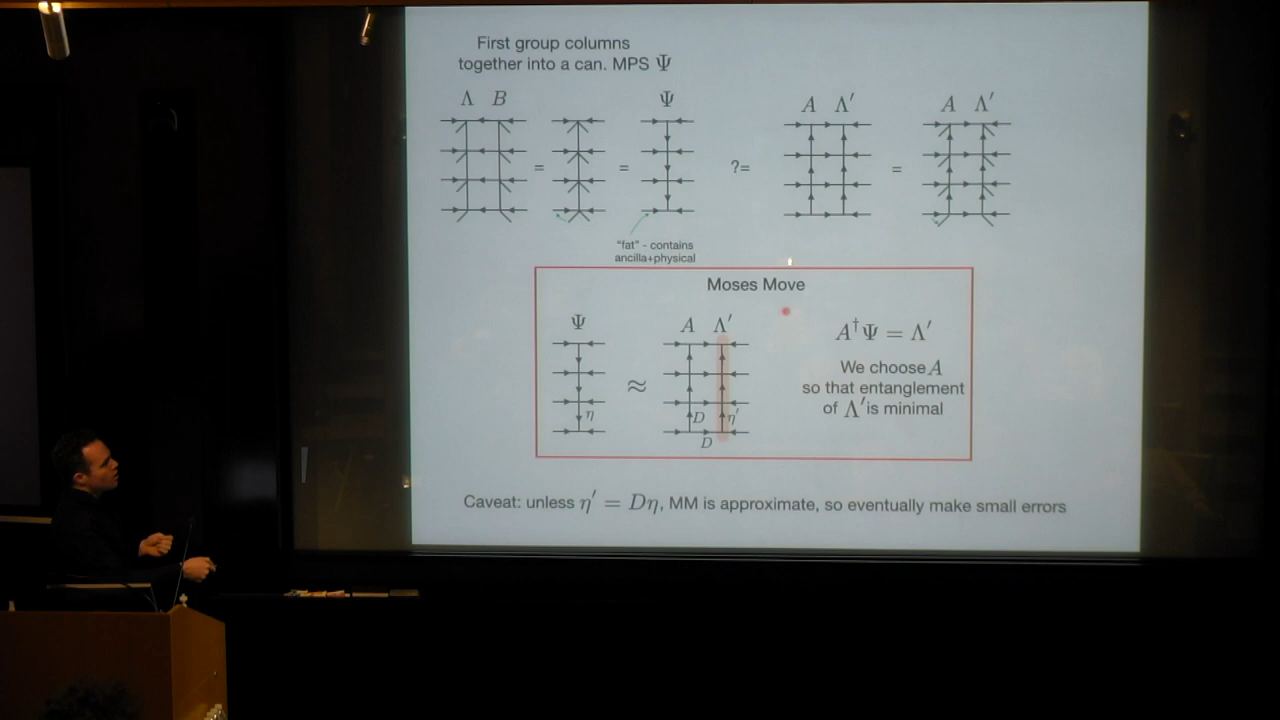 First group columns
together into a can. MPS Ψ
Λ B
Ψ
A Λ′
A Λ′
=
=
?=
=
"fat" - contains
ancilla+physical
Moses Move
Ψ
A Λ′
≈
η
D
η′
D
A†Ψ = Λ′
We choose A
so that entanglement
of Λ′ is minimal
Caveat: unless η′ = Dη, MM is approximate, so eventually make small errors